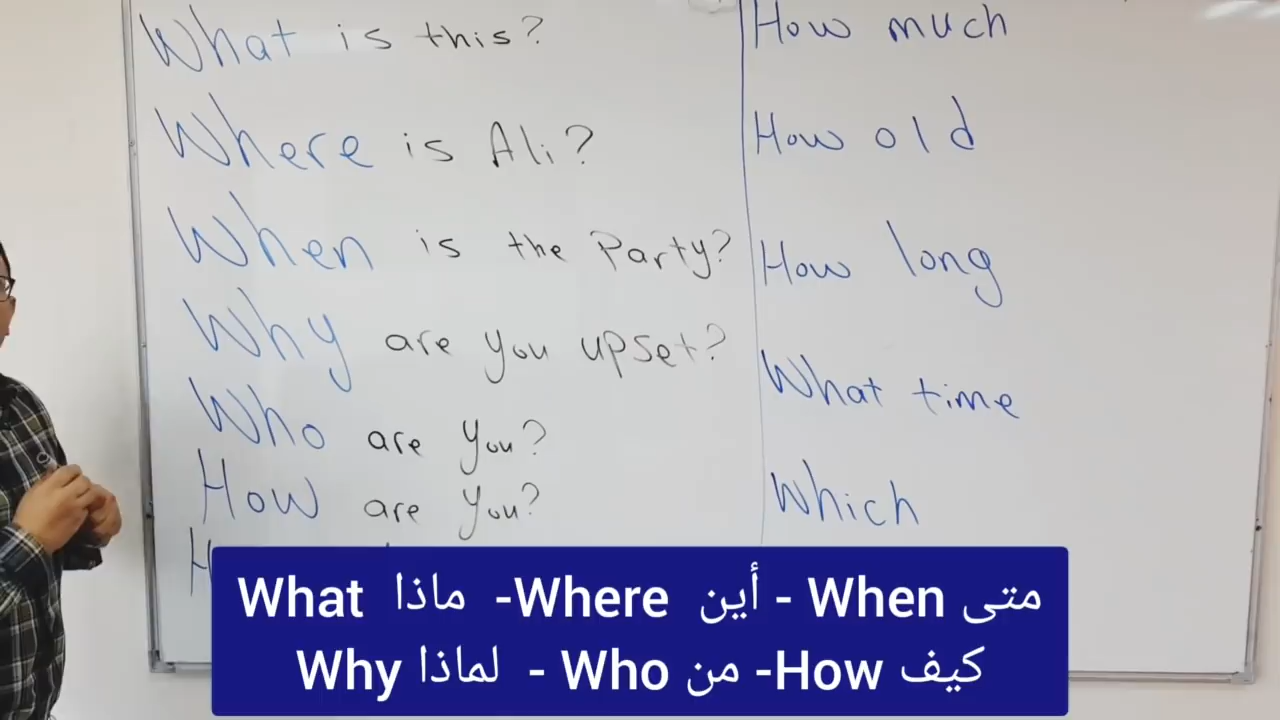 What is this?
Where is Ali?
When is the Party?
Why are you upset?
Who are you?
How are you?
How much
How old
How long
What time
Which
What ماذا -Where أين - When متى
Why لماذا - Who من -How كيف